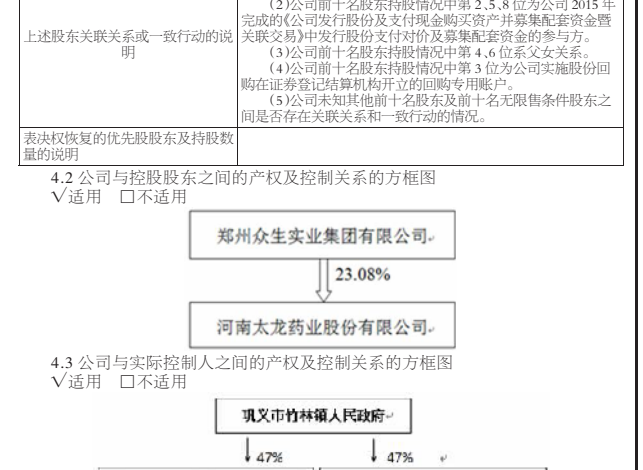 (2)公司前十名股东持股情况中第 2、5、8 位为公司 2015 年
完成的《公司发行股份及支付现金购买资产并募集配套资金暨
关联交易》中发行股份支付对价及募集配套资金的参与方。
上述股东关联关系或一致行动的说
明
(3)公司前十名股东持股情况中第 4、6 位系父女关系。
(4)公司前十名股东持股情况中第 3 位为公司实施股份回
购在证券登记结算机构开立的回购专用账户。
(5)公司未知其他前十名股东及前十名无限售条件股东之
间是否存在关联关系和一致行动的情况。
表决权恢复的优先股股东及持股数
量的说明
4.2 公司与控股股东之间的产权及控制关系的方框图
√适用 □不适用
郑州众生实业集团有限公司
23.08%
河南太龙药业股份有限公司
4.3 公司与实际控制人之间的产权及控制关系的方框图
√适用 □不适用
巩义市竹林镇人民政府
47% 47%